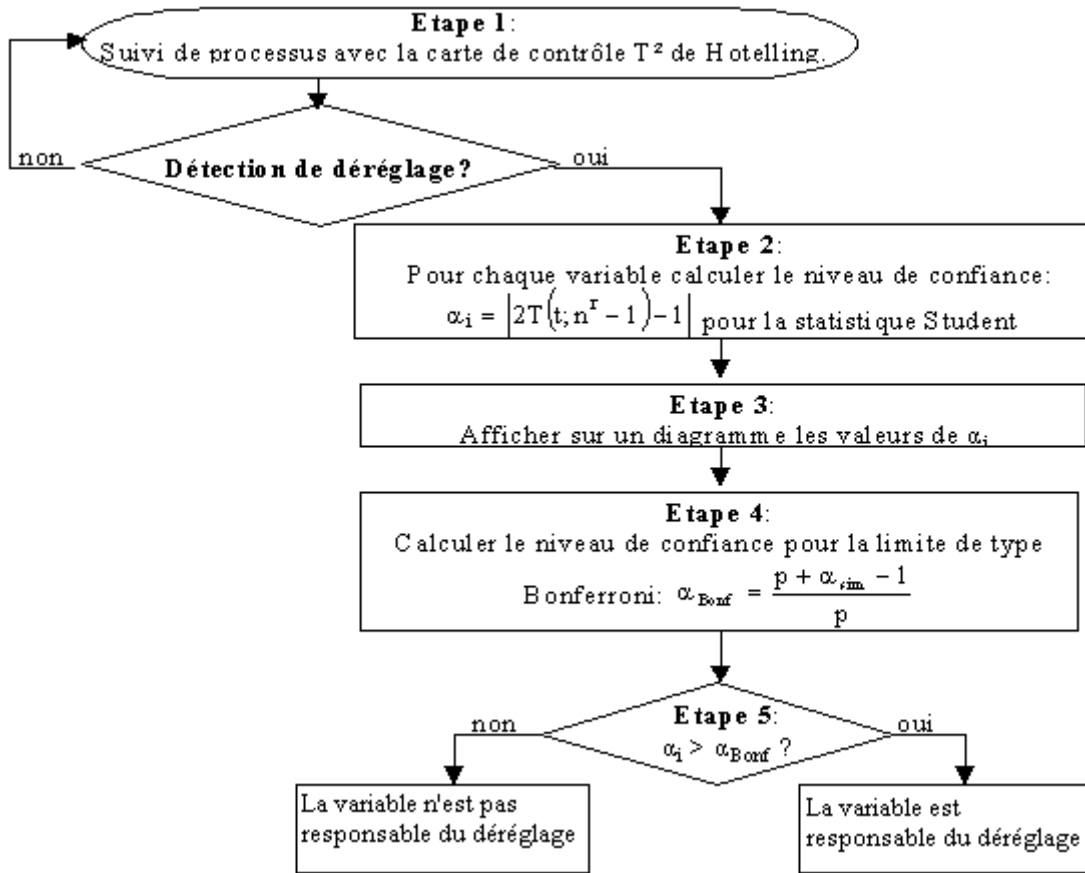 Etape 1:
Suivi de processus avec la carte de contrôle T² de Hotelling.
non
Détection de déréglage?
oui
Etape 2:
Pour chaque variable calculer le niveau de confiance:
αi = |2T(t; n^r − 1) − 1| pour la statistique Student
Etape 3:
Afficher sur un diagramme les valeurs de αi
Etape 4:
Calculer le niveau de confiance pour la limite de type
Bonferroni: αBonf = (p + αsim − 1) / p
non
Etape 5:
oui
αi > αBonf ?
La variable n'est pas
responsable du déréglage
La variable est
responsable du déréglage